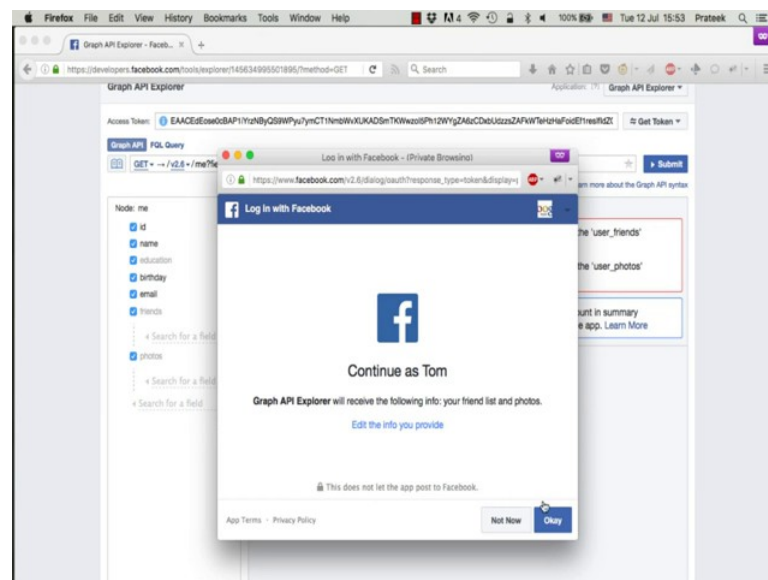 Firefox File Edit View History Bookmarks Tools Window Help 4 100% Tue 12 Jul 15:53 Prateek
Graph API Explorer - Faceb... × +
https://developers.facebook.com/tools/explorer/145634995501895/?method=GET Search
Graph API Explorer Application: [?] Graph API Explorer
Access Token: Get Token
Graph API FQL Query
GET → /v2.6 /me?fie Submit
Learn more about the Graph API syntax
Log in with Facebook - (Private Browsing)
https://www.facebook.com/v2.6/dialog/oauth?response_type=token&display=p
Log in with Facebook
Node: me
id
name
education
birthday
email
friends
Search for a field
photos
Search for a field
Search for a field
the 'user_friends'
the 'user_photos'
ount in summary
e app. Learn More
Continue as Tom
Graph API Explorer will receive the following info: your friend list and photos.
Edit the info you provide
This does not let the app post to Facebook.
App Terms · Privacy Policy Not Now Okay